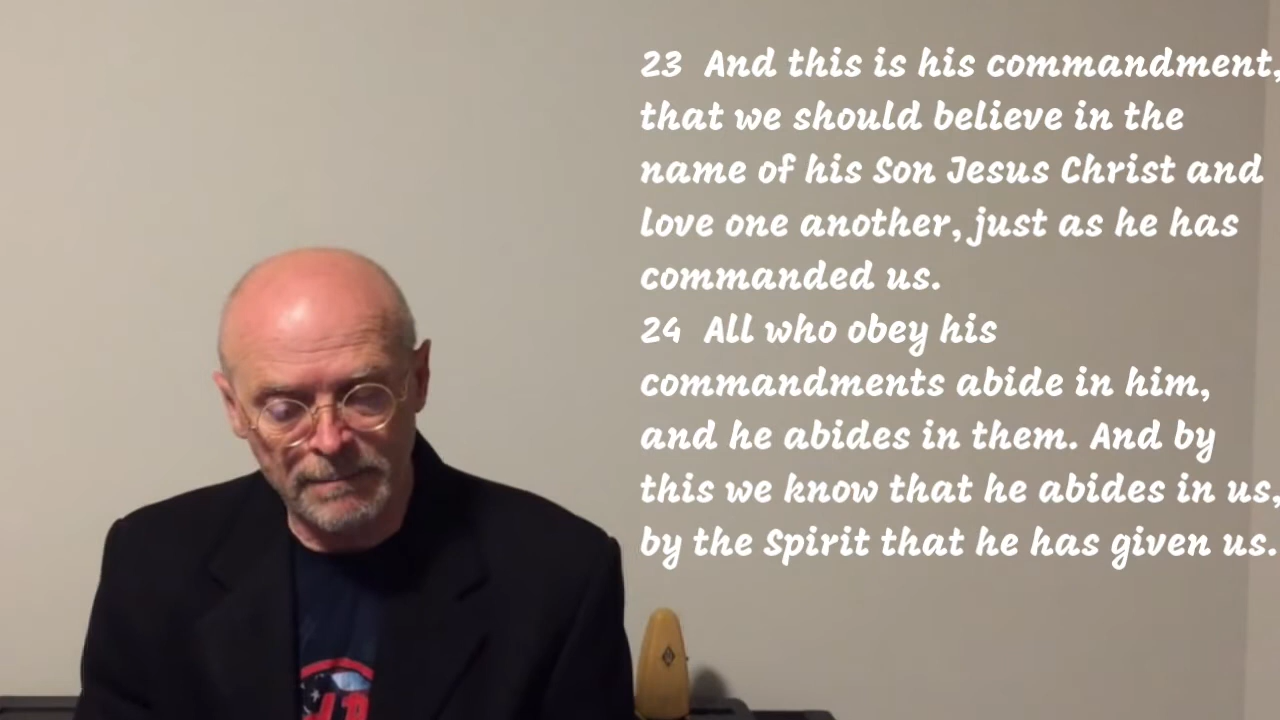 23 And this is his commandment,
that we should believe in the
name of his Son Jesus Christ and
love one another, just as he has
commanded us.
24 All who obey his
commandments abide in him,
and he abides in them. And by
this we know that he abides in us,
by the Spirit that he has given us.